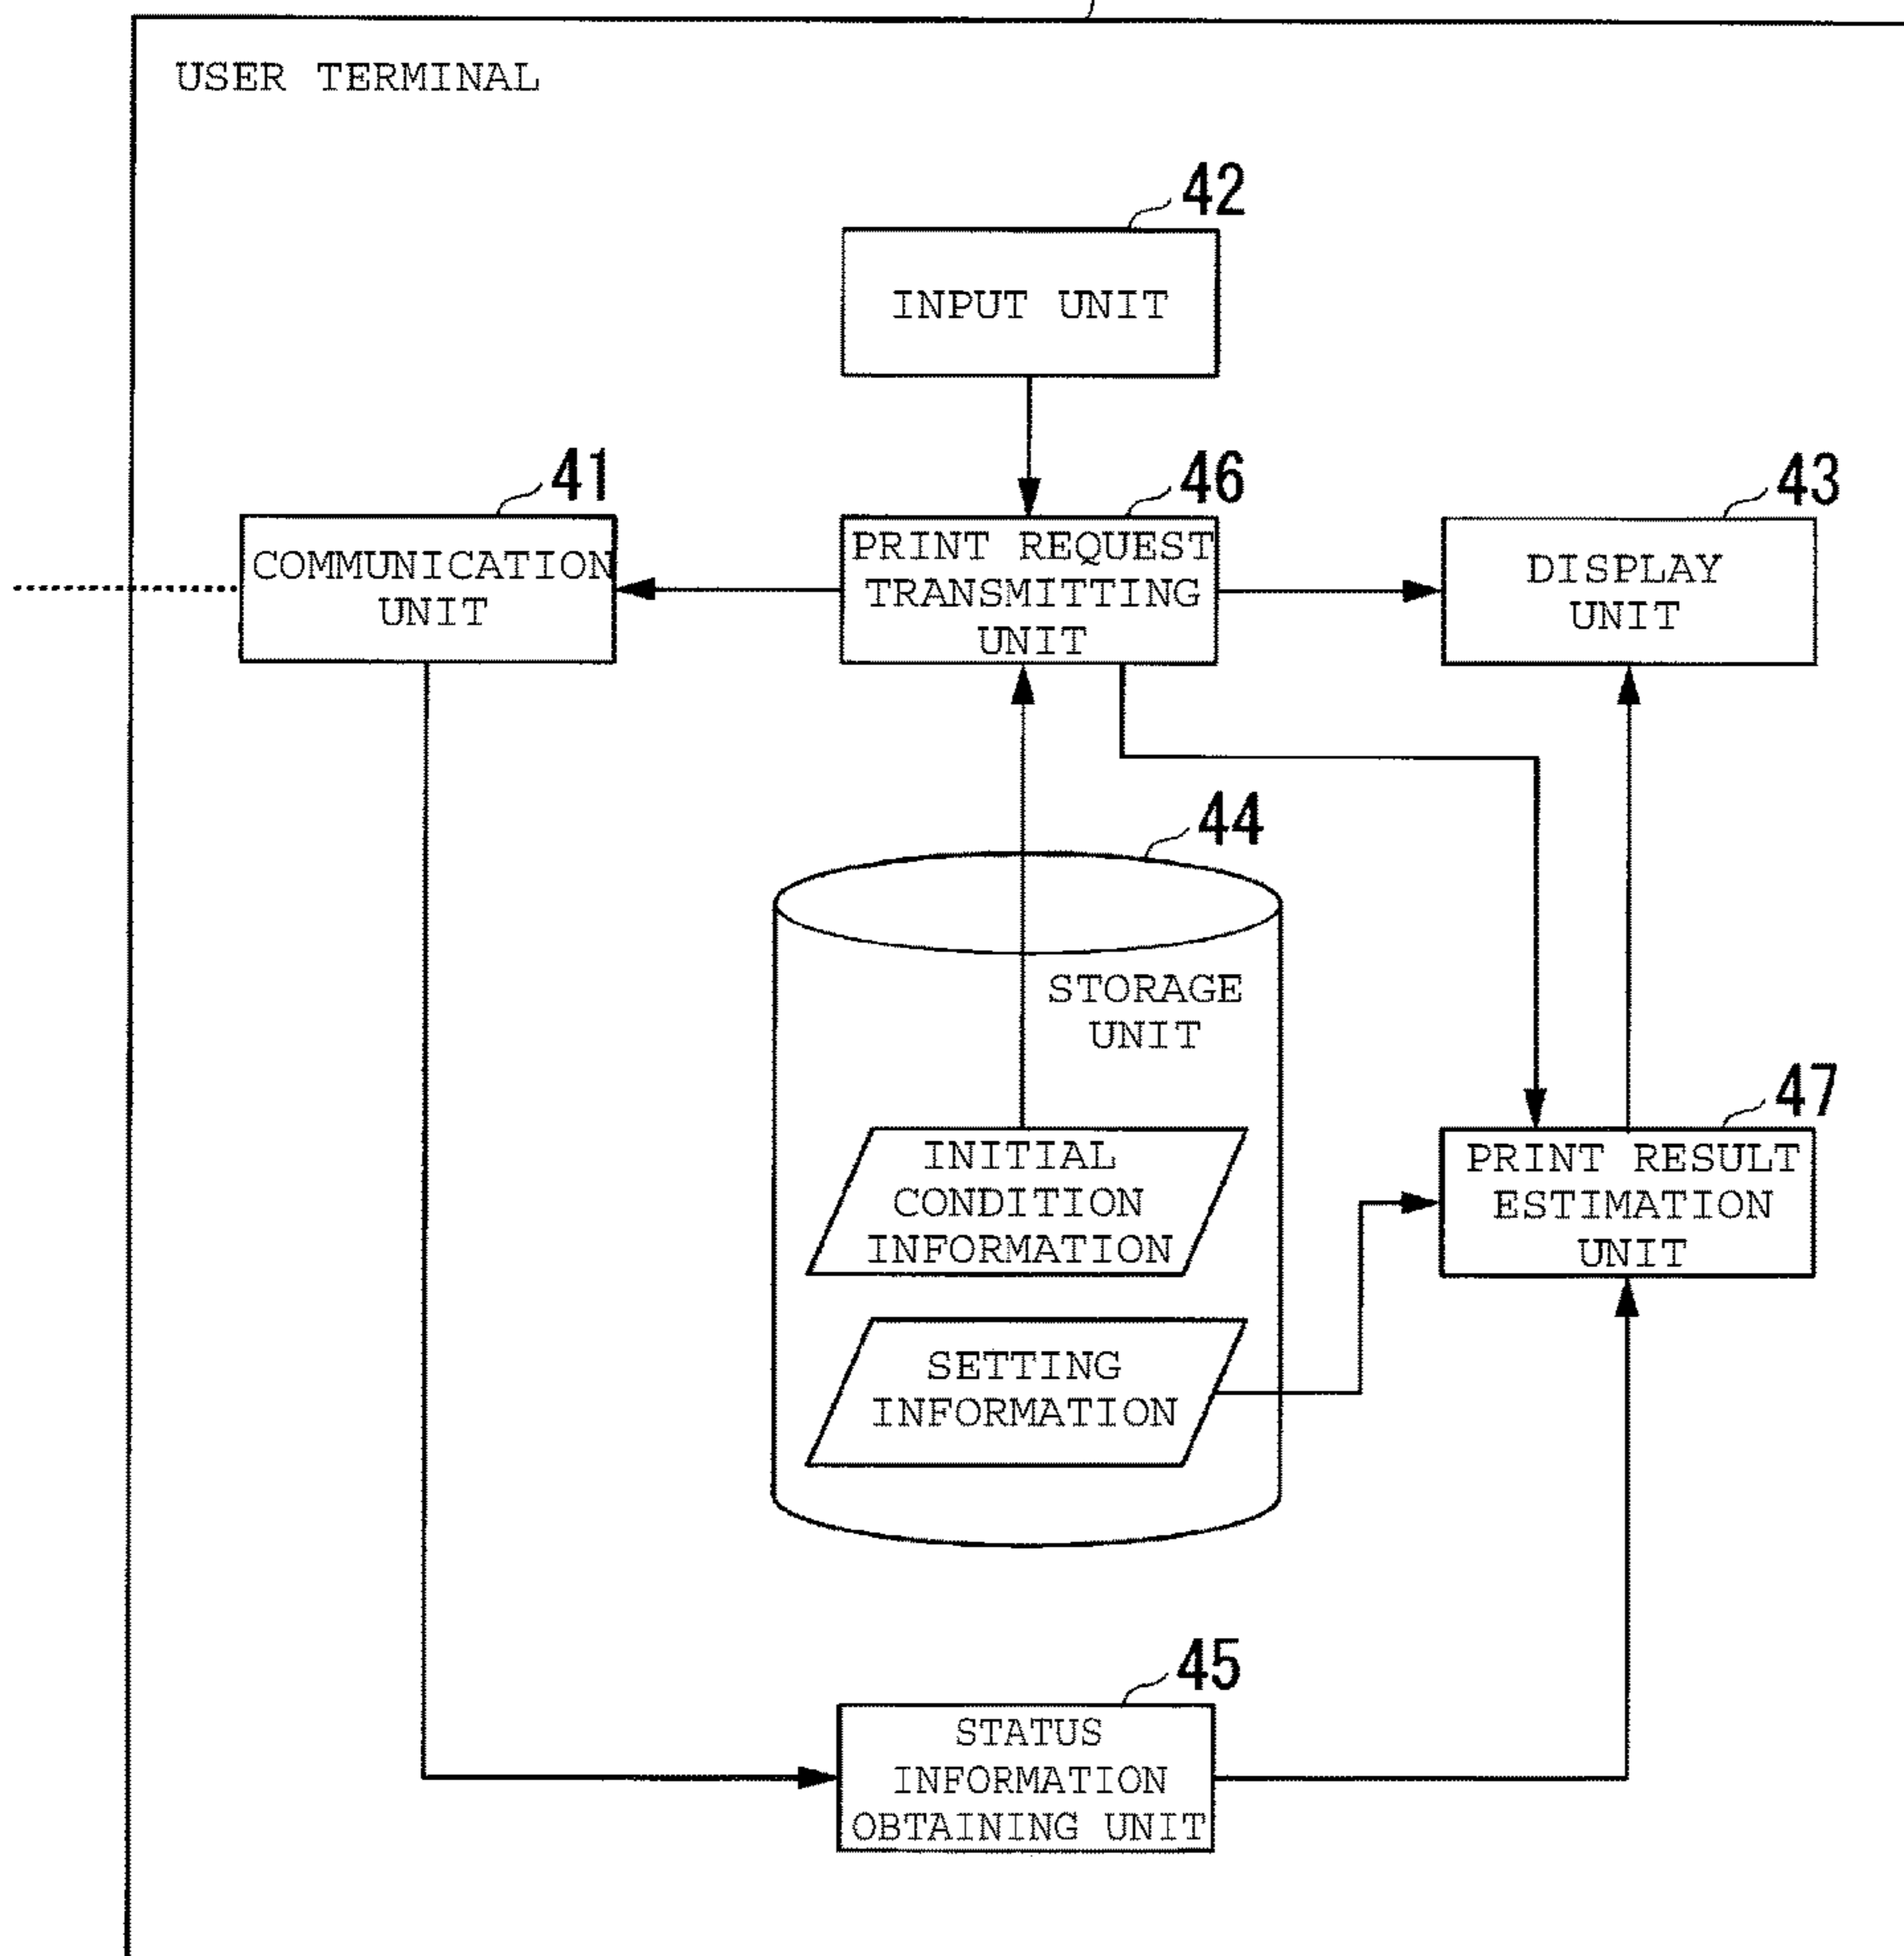 USER TERMINAL
42
INPUT UNIT
41
COMMUNICATION
UNIT
46
PRINT REQUEST
TRANSMITTING
UNIT
43
DISPLAY
UNIT
44
STORAGE
UNIT
INITIAL
CONDITION
INFORMATION
SETTING
INFORMATION
47
PRINT RESULT
ESTIMATION
UNIT
45
STATUS
INFORMATION
OBTAINING UNIT